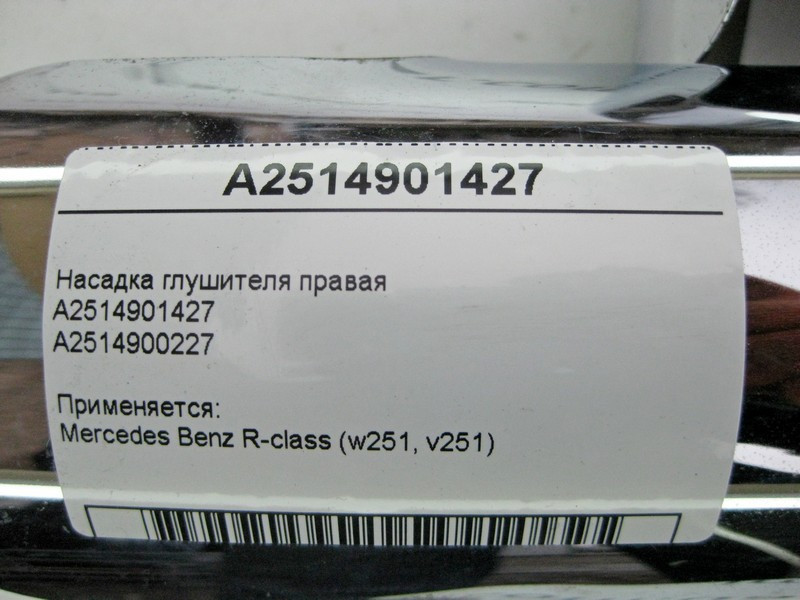 A2514901427
Насадка глушителя правая
A2514901427
A2514900227
Применяется:
Mercedes Benz R-class (w251, v251)